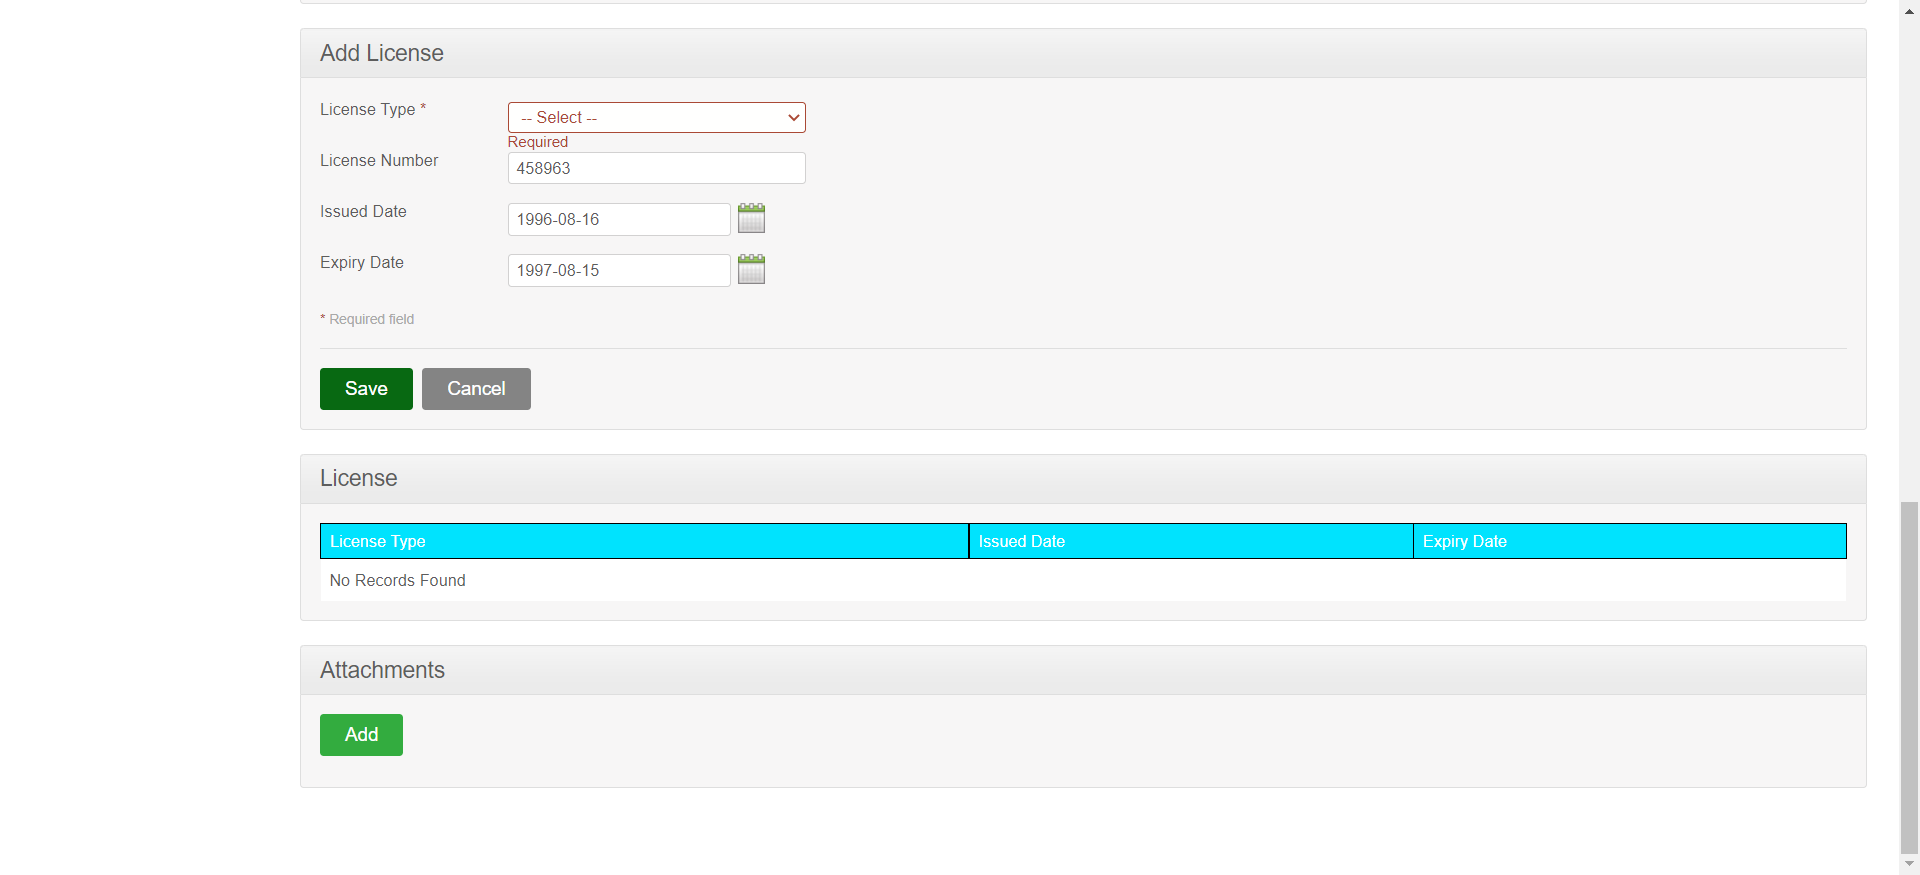 Add License
License Type *
-- Select --
Required
License Number
458963
Issued Date
1996-08-16
Expiry Date
1997-08-15
* Required field
Save Cancel
License
License Type Issued Date Expiry Date
No Records Found
Attachments
Add